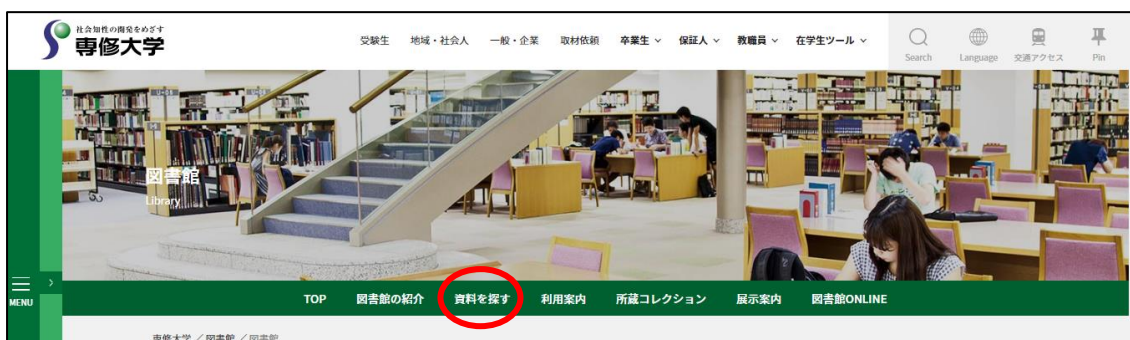 社会知性の開発をめざす
専修大学
受験生 地域・社会人 一般・企業 取材依頼 卒業生 保証人 教職員 在学生ツール
Search Language 交通アクセス Pin
図書館
Library
MENU
TOP 図書館の紹介 資料を探す 利用案内 所蔵コレクション 展示案内 図書館ONLINE
専修大学 / 図書館 / 図書館